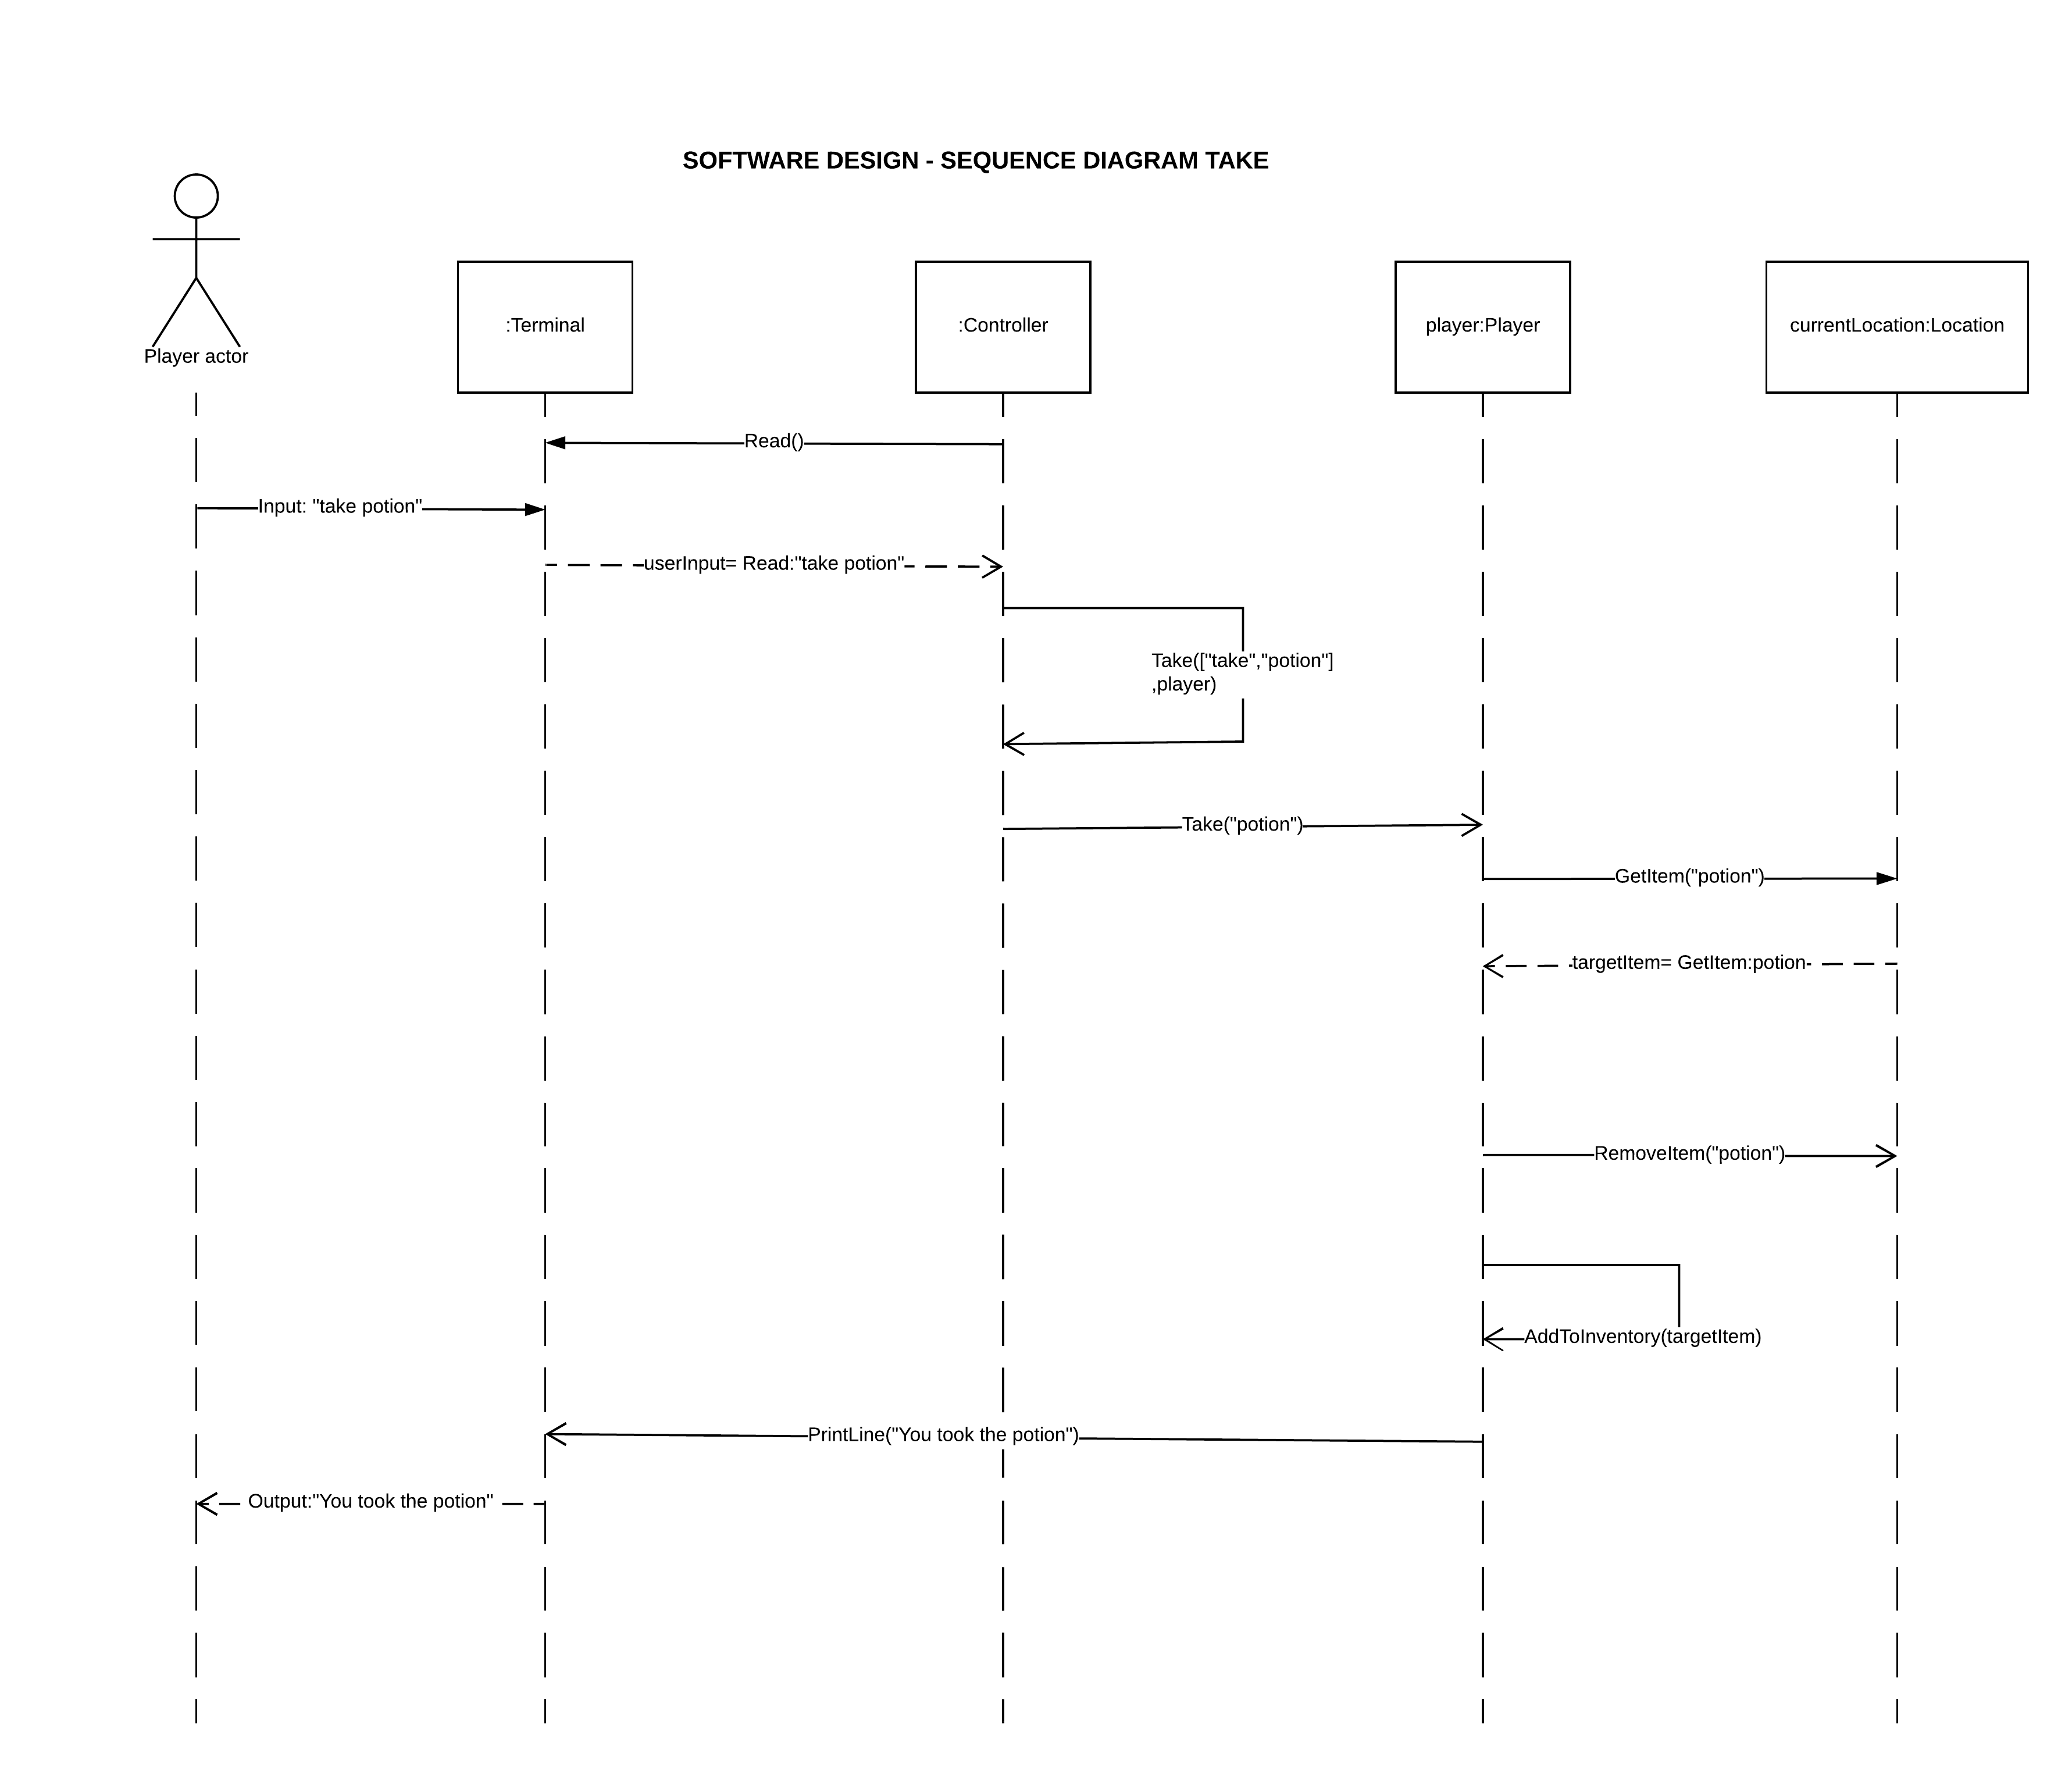 SOFTWARE DESIGN - SEQUENCE DIAGRAM TAKE
Player actor
:Terminal
:Controller
player:Player
currentLocation:Location
Read()
Input: "take potion"
userInput= Read:"take potion"
Take(["take","potion"]
,player)
Take("potion")
GetItem("potion")
targetItem= GetItem:potion
RemoveItem("potion")
AddToInventory(targetItem)
PrintLine("You took the potion")
Output:"You took the potion"